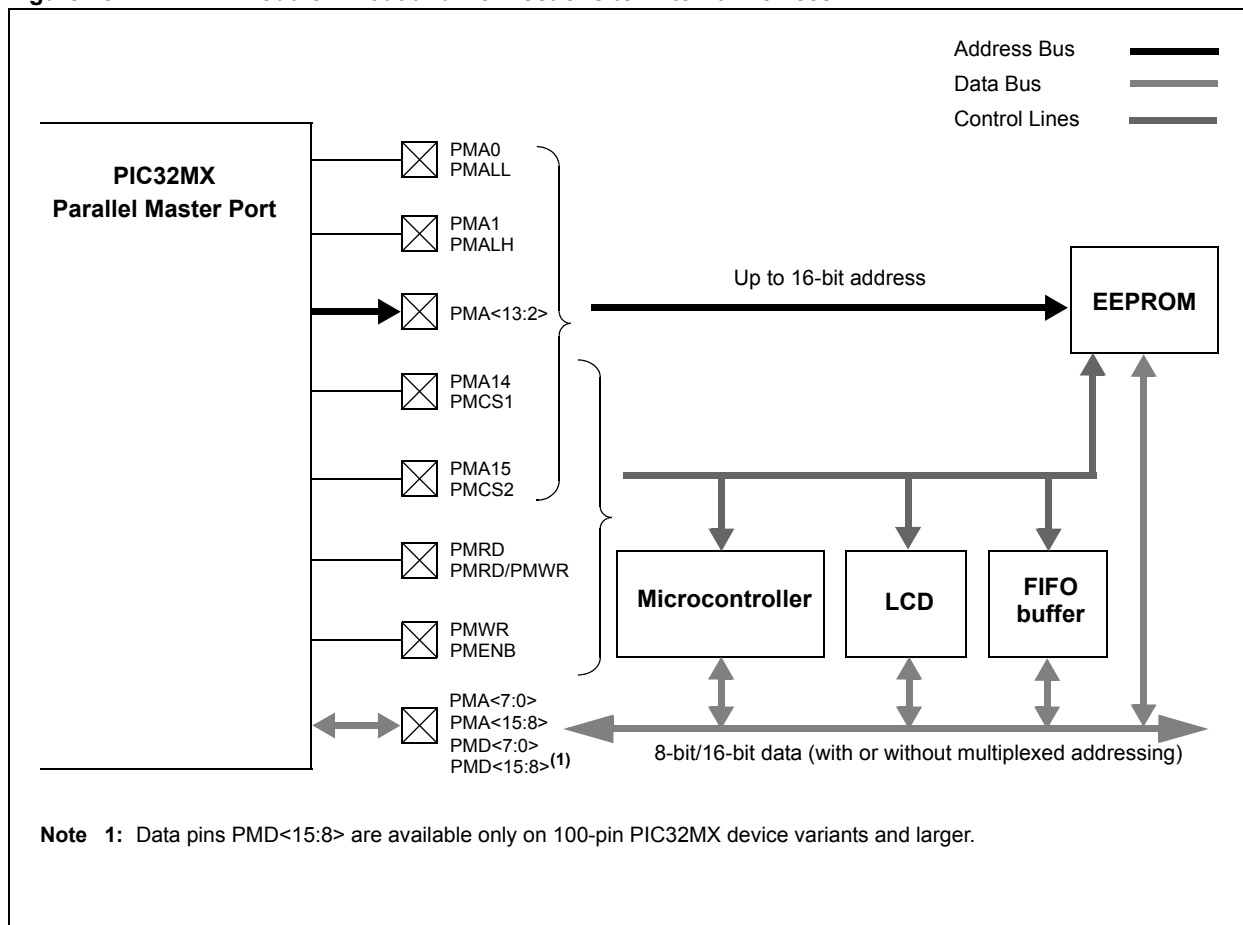 Address Bus
Data Bus
Control Lines
PIC32MX
Parallel Master Port
PMA0
PMALL
PMA1
PMALH
PMA<13:2>
PMA14
PMCS1
PMA15
PMCS2
PMRD
PMRD/PMWR
PMWR
PMENB
PMA<7:0>
PMA<15:8>
PMD<7:0>
PMD<15:8>(1)
Up to 16-bit address
EEPROM
Microcontroller
LCD
FIFO
buffer
8-bit/16-bit data (with or without multiplexed addressing)
Note 1: Data pins PMD<15:8> are available only on 100-pin PIC32MX device variants and larger.